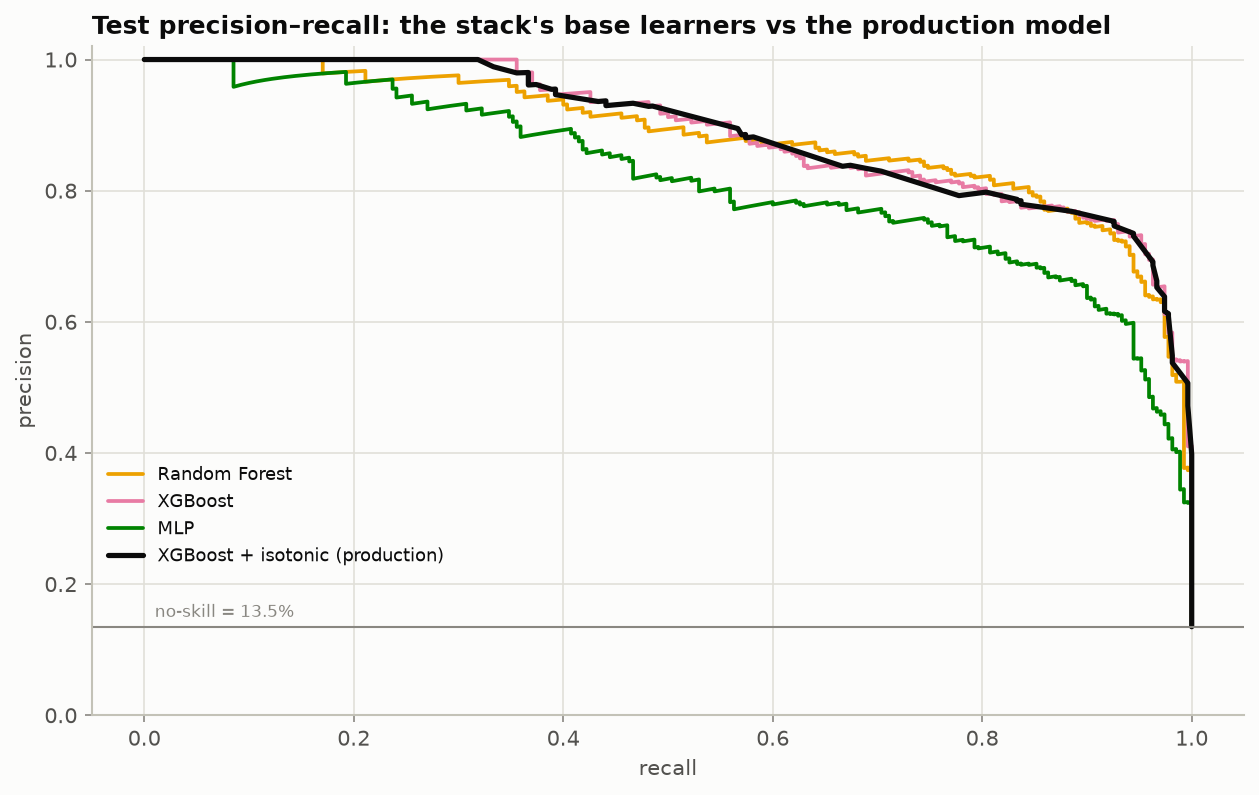 Test precision–recall: the stack's base learners vs the production model
1.0
0.8
0.6
0.4
0.2
0.0
precision
Random Forest
XGBoost
MLP
XGBoost + isotonic (production)
no-skill = 13.5%
0.0 0.2 0.4 0.6 0.8 1.0
recall